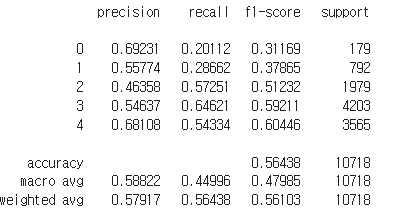 precision recall f1-score support
0 0.69231 0.20112 0.31169 179
1 0.55774 0.28662 0.37865 792
2 0.46358 0.57251 0.51232 1979
3 0.54637 0.64621 0.59211 4203
4 0.68108 0.54334 0.60446 3565
accuracy 0.56438 10718
macro avg 0.58822 0.44996 0.47985 10718
weighted avg 0.57917 0.56438 0.56103 10718